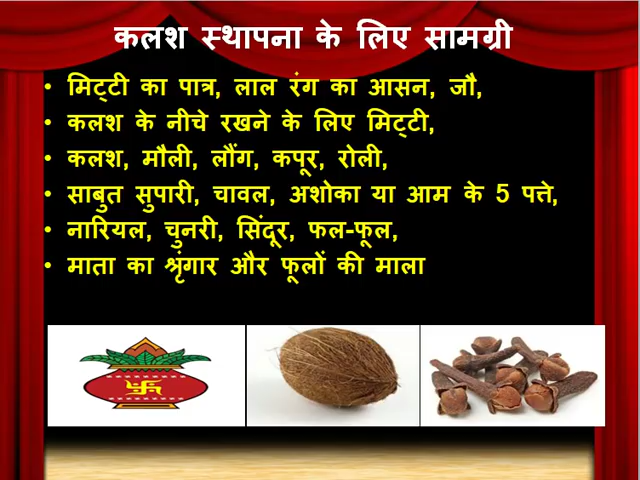 कलश स्थापना के लिए सामग्री
• मिट्टी का पात्र, लाल रंग का आसन, जौ,
• कलश के नीचे रखने के लिए मिट्टी,
• कलश, मौली, लौंग, कपूर, रोली,
• साबुत सुपारी, चावल, अशोका या आम के 5 पत्ते,
• नारियल, चुनरी, सिंदूर, फल-फूल,
• माता का श्रृंगार और फूलों की माला